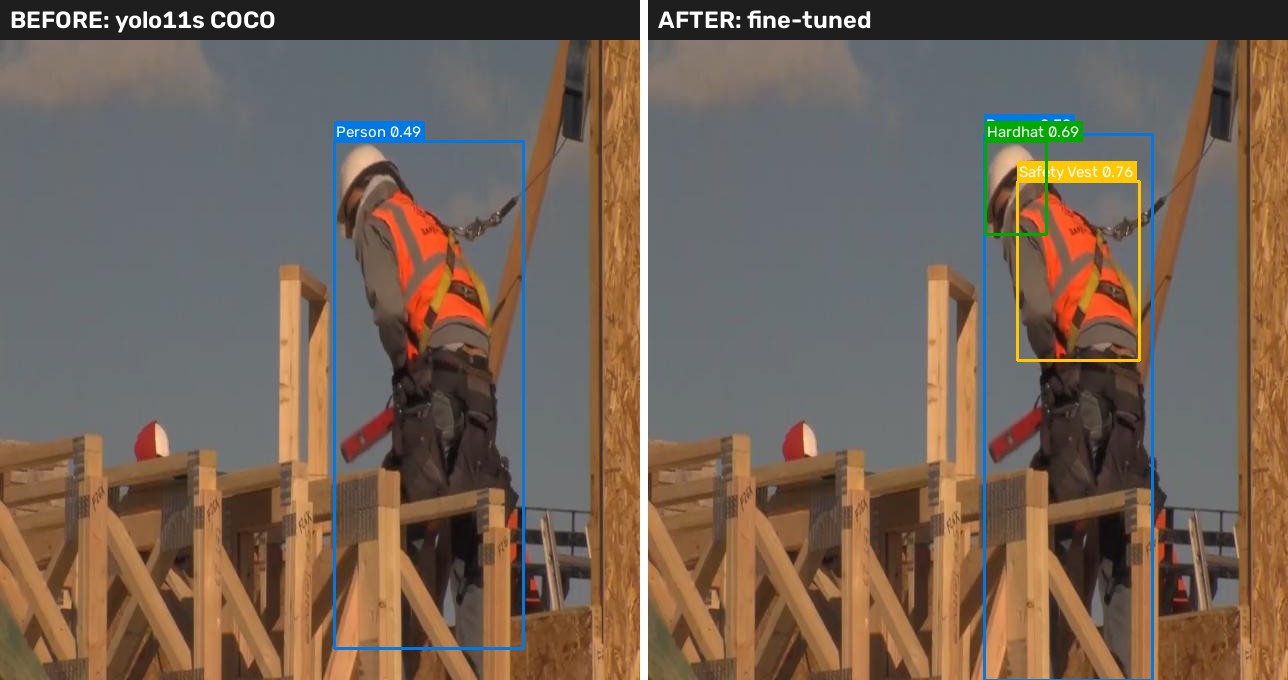 BEFORE: yolo11s COCO
AFTER: fine-tuned
Person 0.49
Hardhat 0.69
Safety Vest 0.76